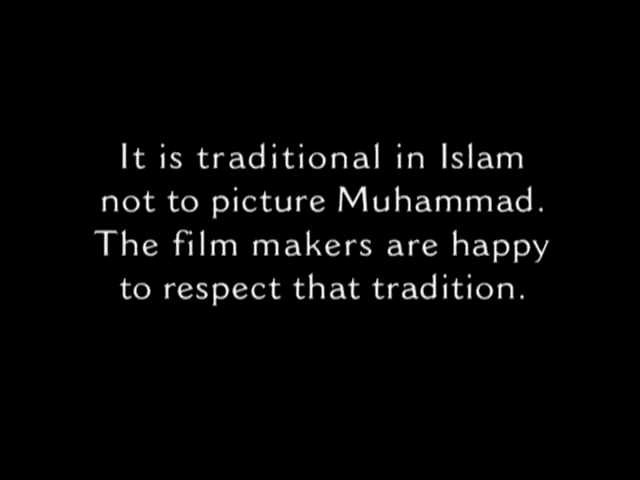 It is traditional in Islam
not to picture Muhammad.
The film makers are happy
to respect that tradition.